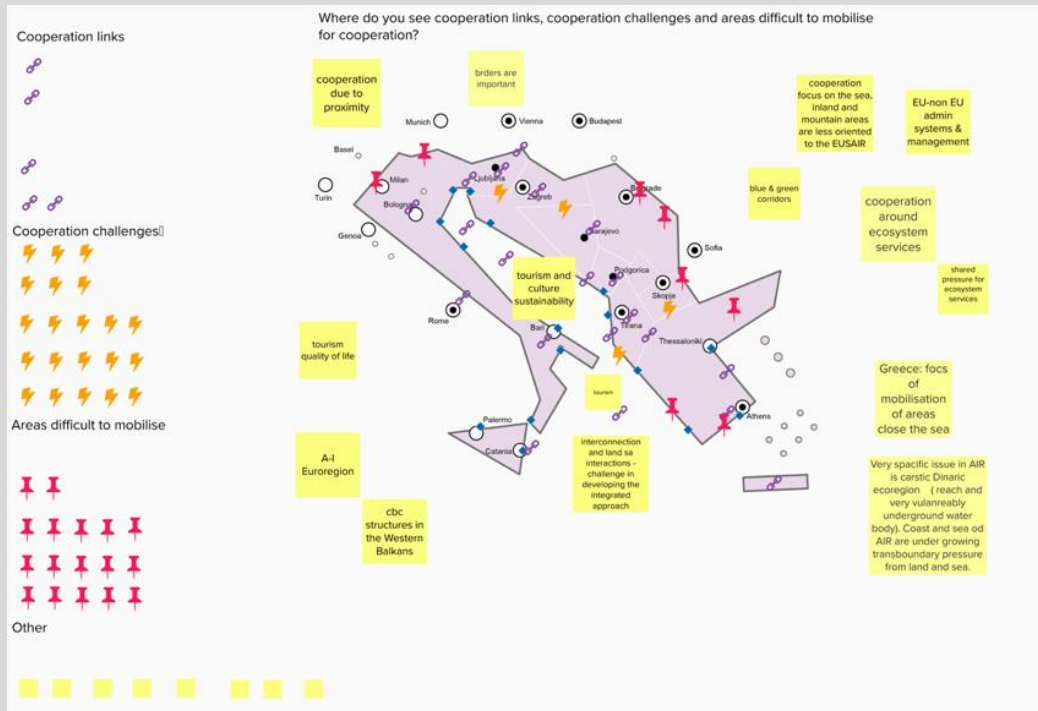 Where do you see cooperation links, cooperation challenges and areas difficult to mobilise
for cooperation?
Cooperation links
Cooperation challenges
Areas difficult to mobilise
Other
cooperation
due to
proximity
brders are
important
cooperation
focus on the sea,
inland and
mountain areas
are less oriented
to the EUSAIR
EU-non EU
admin
systems &
management
blue & green
corridors
cooperation
around
ecosystem
services
shared
pressure for
ecosystem
services
Munich
Vienna
Budapest
Basel
Milan
Turin
Ljubljana
Zagreb
Belgrade
Bologna
Genoa
Sarajevo
Sofia
Podgorica
Skopje
tourism and
culture
sustainability
Rome
Bari
Tirana
Thessaloniki
tourism
quality of life
tourism
Athens
Palermo
Catania
Greece: focs
of
mobilisation
of areas
close the sea
A-I
Euroregion
interconnection
and land sa
interactions -
challenge in
developing the
integrated
approach
cbc
structures in
the Western
Balkans
Very spacific issue in AIR
is carstic Dinaric
ecoregion ( reach and
very vulanreably
underground water
body). Coast and sea od
AIR are under growing
transboundary pressure
from land and sea.